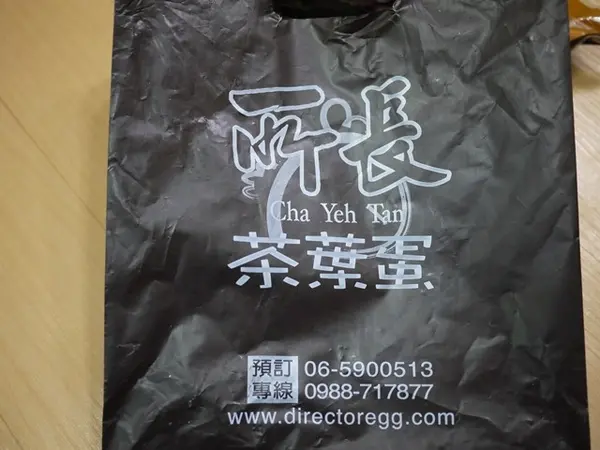 所長
Cha Yeh Tan
茶葉蛋
預訂 06-5900513
專線 0988-717877
www.directoregg.com